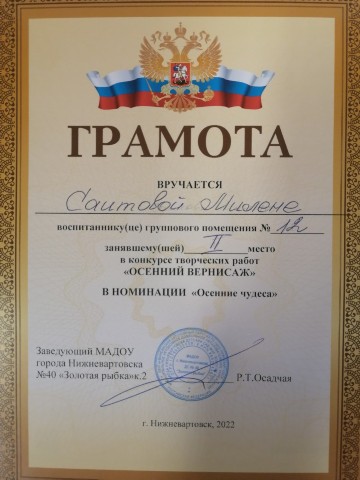 ГРАМОТА
ВРУЧАЕТСЯ
Саитовой Милене
воспитаннику(це) группового помещения № 12
занявшему(шей) II место
в конкурсе творческих работ
«ОСЕННИЙ ВЕРНИСАЖ»
В НОМИНАЦИИ «Осенние чудеса»
Заведующий МАДОУ
города Нижневартовска
№40 «Золотая рыбка»к.2
Р.Т.Осадчая
г. Нижневартовск, 2022